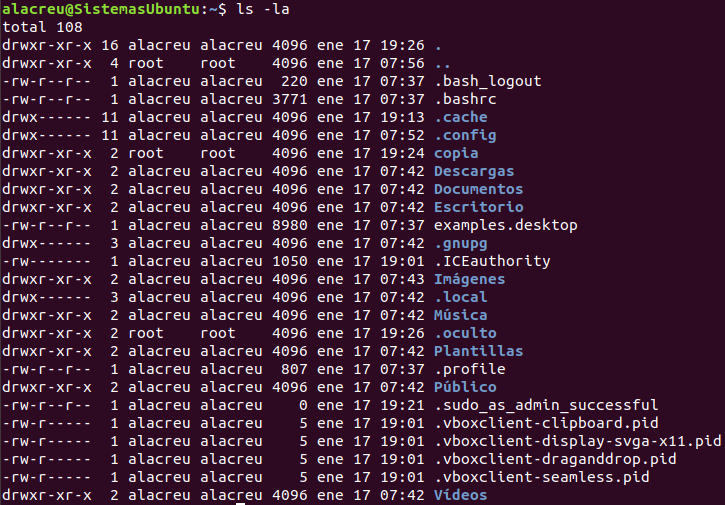 alacreu@SistemasUbuntu:~$ ls -la
total 108
drwxr-xr-x 16 alacreu alacreu 4096 ene 17 19:26 .
drwxr-xr-x  4 root    root    4096 ene 17 07:56 ..
-rw-r--r--  1 alacreu alacreu  220 ene 17 07:37 .bash_logout
-rw-r--r--  1 alacreu alacreu 3771 ene 17 07:37 .bashrc
drwx------ 11 alacreu alacreu 4096 ene 17 19:13 .cache
drwx------ 11 alacreu alacreu 4096 ene 17 07:52 .config
drwxr-xr-x  2 root    root    4096 ene 17 19:24 copia
drwxr-xr-x  2 alacreu alacreu 4096 ene 17 07:42 Descargas
drwxr-xr-x  2 alacreu alacreu 4096 ene 17 07:42 Documentos
drwxr-xr-x  2 alacreu alacreu 4096 ene 17 07:42 Escritorio
-rw-r--r--  1 alacreu alacreu 8980 ene 17 07:37 examples.desktop
drwx------  3 alacreu alacreu 4096 ene 17 07:42 .gnupg
-rw-------  1 alacreu alacreu 1050 ene 17 19:01 .ICEauthority
drwxr-xr-x  2 alacreu alacreu 4096 ene 17 07:43 Imágenes
drwx------  3 alacreu alacreu 4096 ene 17 07:42 .local
drwxr-xr-x  2 alacreu alacreu 4096 ene 17 07:42 Música
drwxr-xr-x  2 root    root    4096 ene 17 19:26 .oculto
drwxr-xr-x  2 alacreu alacreu 4096 ene 17 07:42 Plantillas
-rw-r--r--  1 alacreu alacreu  807 ene 17 07:37 .profile
drwxr-xr-x  2 alacreu alacreu 4096 ene 17 07:42 Público
-rw-r--r--  1 alacreu alacreu    0 ene 17 19:21 .sudo_as_admin_successful
-rw-r-----  1 alacreu alacreu    5 ene 17 19:01 .vboxclient-clipboard.pid
-rw-r-----  1 alacreu alacreu    5 ene 17 19:01 .vboxclient-display-svga-x11.pid
-rw-r-----  1 alacreu alacreu    5 ene 17 19:01 .vboxclient-draganddrop.pid
-rw-r-----  1 alacreu alacreu    5 ene 17 19:01 .vboxclient-seamless.pid
drwxr-xr-x  2 alacreu alacreu 4096 ene 17 07:42 Vídeos